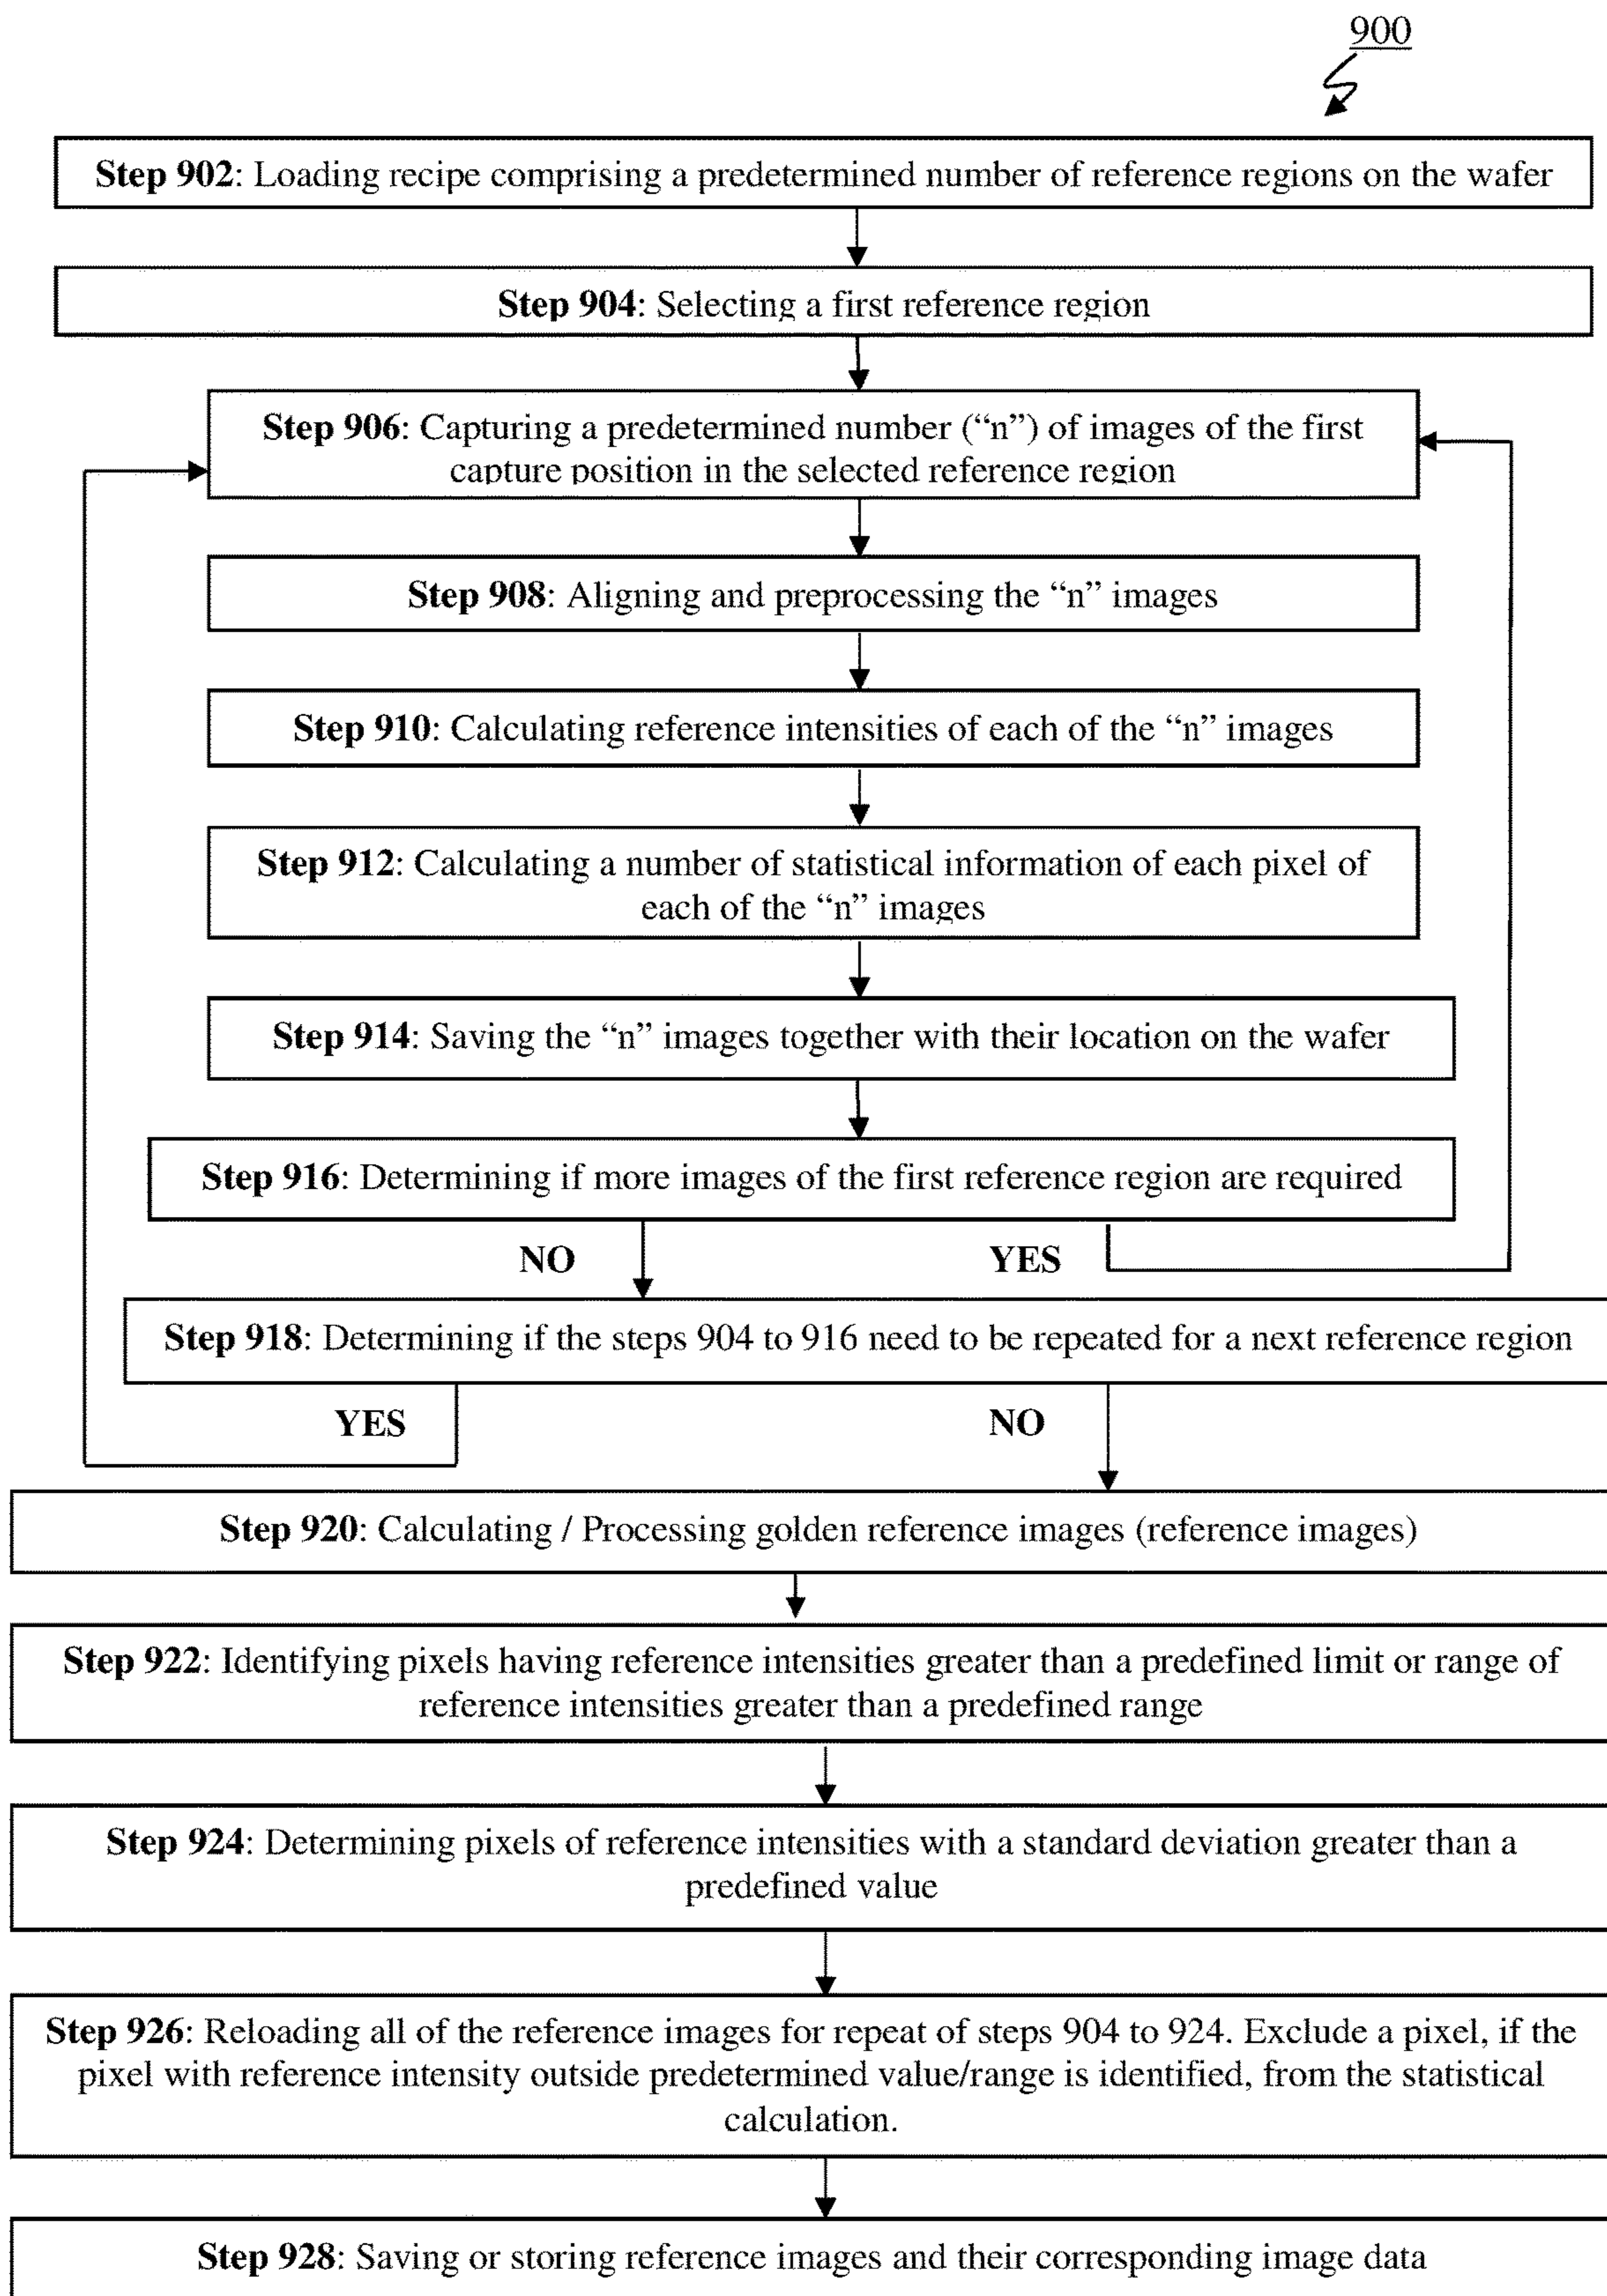 900
Step 902: Loading recipe comprising a predetermined number of reference regions on the wafer
Step 904: Selecting a first reference region
Step 906: Capturing a predetermined number (“n”) of images of the first
capture position in the selected reference region
Step 908: Aligning and preprocessing the “n” images
Step 910: Calculating reference intensities of each of the “n” images
Step 912: Calculating a number of statistical information of each pixel of
each of the “n” images
Step 914: Saving the “n” images together with their location on the wafer
Step 916: Determining if more images of the first reference region are required
NO YES
Step 918: Determining if the steps 904 to 916 need to be repeated for a next reference region
YES NO
Step 920: Calculating / Processing golden reference images (reference images)
Step 922: Identifying pixels having reference intensities greater than a predefined limit or range of
reference intensities greater than a predefined range
Step 924: Determining pixels of reference intensities with a standard deviation greater than a
predefined value
Step 926: Reloading all of the reference images for repeat of steps 904 to 924. Exclude a pixel, if the
pixel with reference intensity outside predetermined value/range is identified, from the statistical
calculation.
Step 928: Saving or storing reference images and their corresponding image data